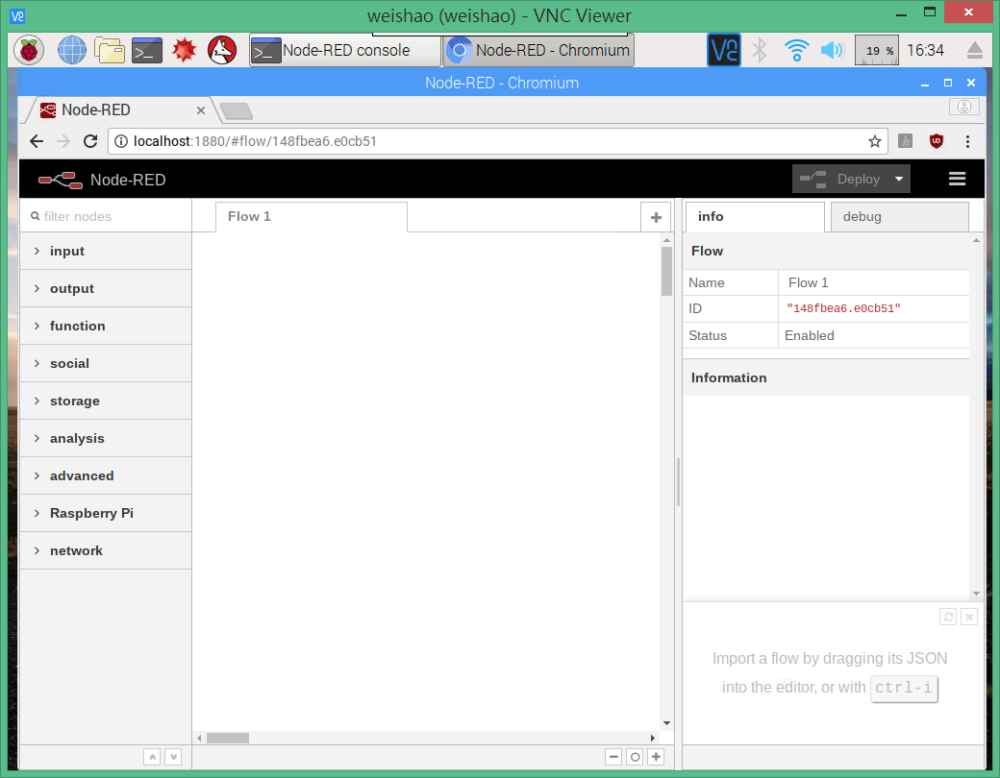 weishao (weishao) - VNC Viewer
Node-RED console
Node-RED - Chromium
19 %
16:34
Node-RED - Chromium
Node-RED
localhost:1880/#flow/148fbea6.e0cb51
Node-RED
Deploy
filter nodes
input
output
function
social
storage
analysis
advanced
Raspberry Pi
network
Flow 1
info
debug
Flow
Name Flow 1
ID "148fbea6.e0cb51"
Status Enabled
Information
Import a flow by dragging its JSON
into the editor, or with ctrl-i